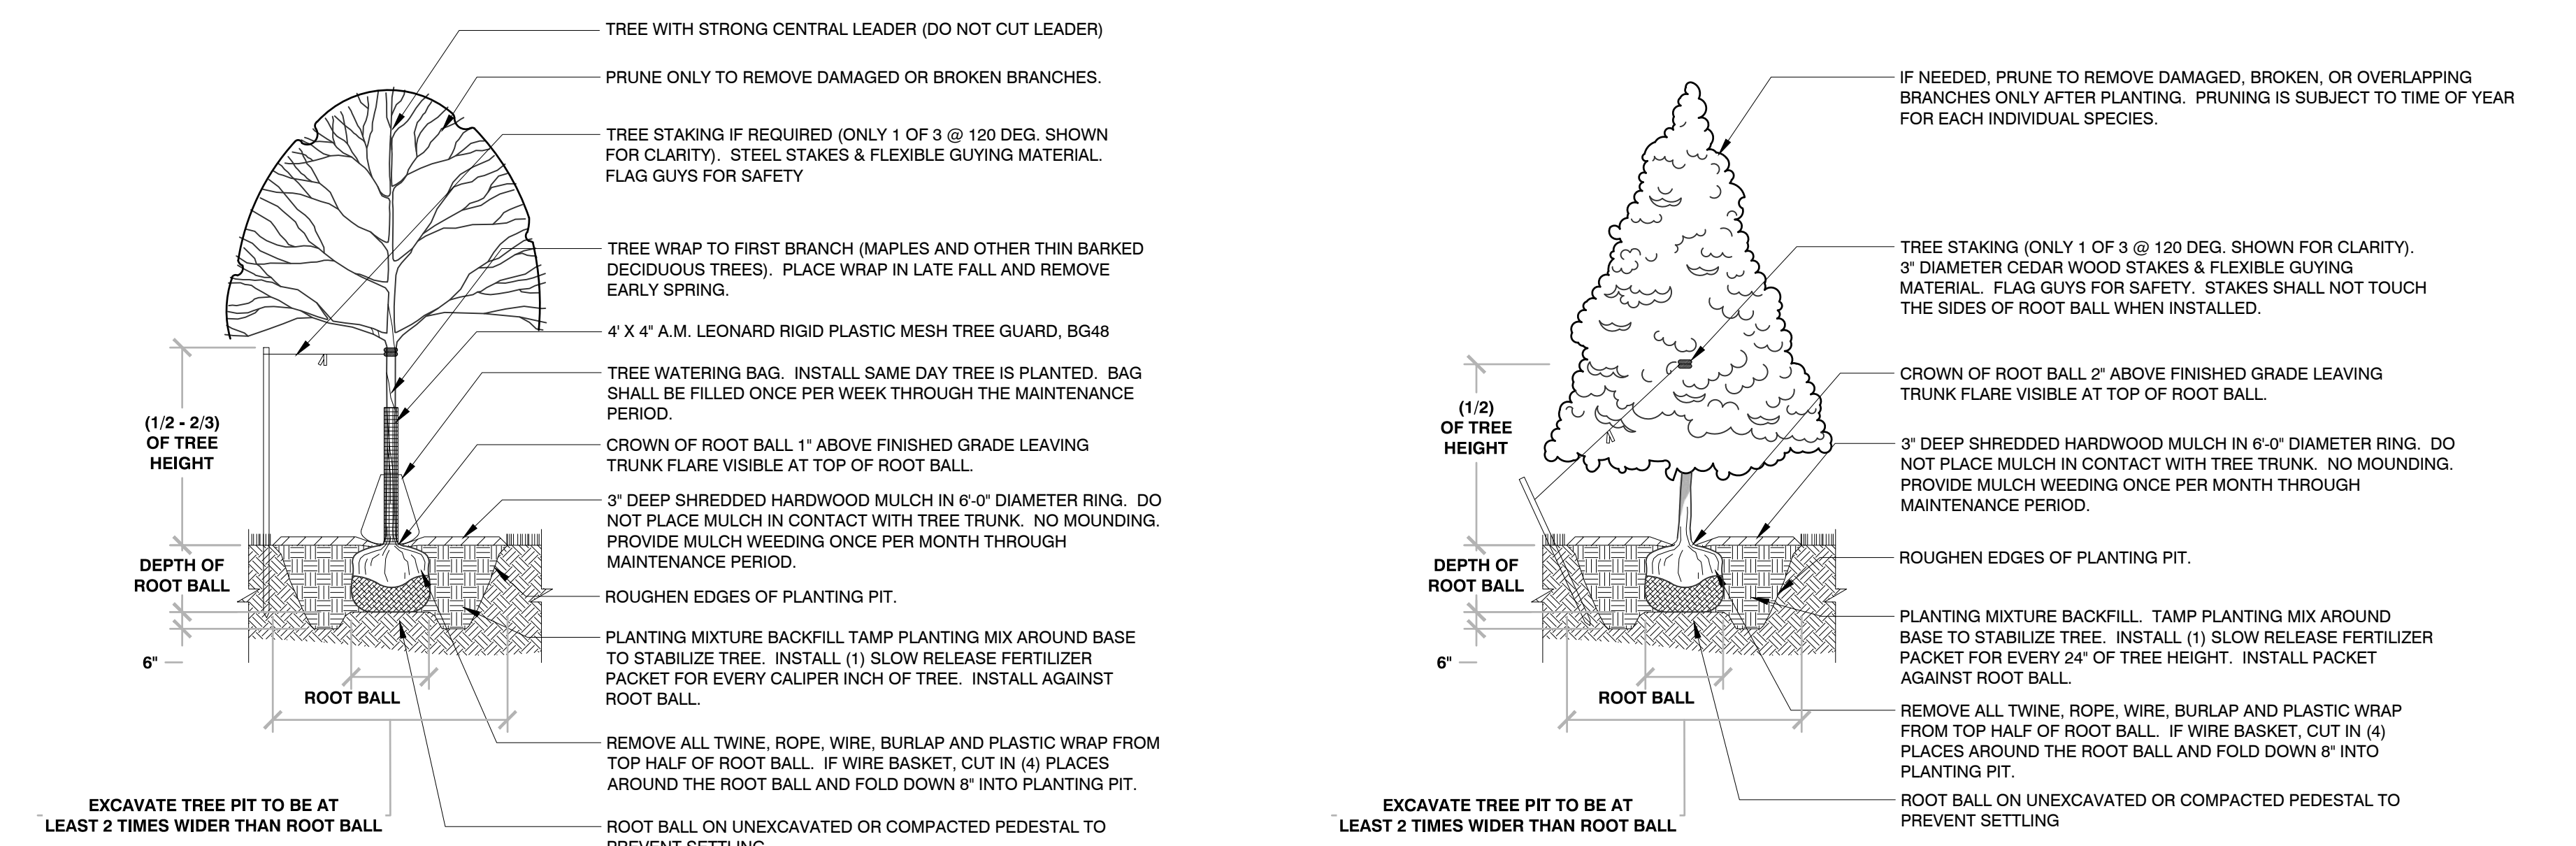 TREE WITH STRONG CENTRAL LEADER (DO NOT CUT LEADER)
PRUNE ONLY TO REMOVE DAMAGED OR BROKEN BRANCHES.
TREE STAKING IF REQUIRED (ONLY 1 OF 3 @ 120 DEG. SHOWN
FOR CLARITY).  STEEL STAKES & FLEXIBLE GUYING MATERIAL.
FLAG GUYS FOR SAFETY
TREE WRAP TO FIRST BRANCH (MAPLES AND OTHER THIN BARKED
DECIDUOUS TREES).  PLACE WRAP IN LATE FALL AND REMOVE
EARLY SPRING.
4' X 4" A.M. LEONARD RIGID PLASTIC MESH TREE GUARD, BG48
TREE WATERING BAG.  INSTALL SAME DAY TREE IS PLANTED.  BAG
SHALL BE FILLED ONCE PER WEEK THROUGH THE MAINTENANCE
PERIOD.
CROWN OF ROOT BALL 1" ABOVE FINISHED GRADE LEAVING
TRUNK FLARE VISIBLE AT TOP OF ROOT BALL.
3" DEEP SHREDDED HARDWOOD MULCH IN 6'-0" DIAMETER RING.  DO
NOT PLACE MULCH IN CONTACT WITH TREE TRUNK.  NO MOUNDING.
PROVIDE MULCH WEEDING ONCE PER MONTH THROUGH
MAINTENANCE PERIOD.
ROUGHEN EDGES OF PLANTING PIT.
PLANTING MIXTURE BACKFILL TAMP PLANTING MIX AROUND BASE
TO STABILIZE TREE.  INSTALL (1) SLOW RELEASE FERTILIZER
PACKET FOR EVERY CALIPER INCH OF TREE.  INSTALL AGAINST
ROOT BALL.
REMOVE ALL TWINE, ROPE, WIRE, BURLAP AND PLASTIC WRAP FROM
TOP HALF OF ROOT BALL.  IF WIRE BASKET, CUT IN (4) PLACES
AROUND THE ROOT BALL AND FOLD DOWN 8" INTO PLANTING PIT.
ROOT BALL ON UNEXCAVATED OR COMPACTED PEDESTAL TO
PREVENT SETTLING
(1/2 - 2/3)
OF TREE
HEIGHT
DEPTH OF
ROOT BALL
6"
ROOT BALL
EXCAVATE TREE PIT TO BE AT
LEAST 2 TIMES WIDER THAN ROOT BALL
IF NEEDED, PRUNE TO REMOVE DAMAGED, BROKEN, OR OVERLAPPING
BRANCHES ONLY AFTER PLANTING.  PRUNING IS SUBJECT TO TIME OF YEAR
FOR EACH INDIVIDUAL SPECIES.
TREE STAKING (ONLY 1 OF 3 @ 120 DEG. SHOWN FOR CLARITY).
3" DIAMETER CEDAR WOOD STAKES & FLEXIBLE GUYING
MATERIAL.  FLAG GUYS FOR SAFETY.  STAKES SHALL NOT TOUCH
THE SIDES OF ROOT BALL WHEN INSTALLED.
CROWN OF ROOT BALL 2" ABOVE FINISHED GRADE LEAVING
TRUNK FLARE VISIBLE AT TOP OF ROOT BALL.
3" DEEP SHREDDED HARDWOOD MULCH IN 6'-0" DIAMETER RING.  DO
NOT PLACE MULCH IN CONTACT WITH TREE TRUNK.  NO MOUNDING.
PROVIDE MULCH WEEDING ONCE PER MONTH THROUGH
MAINTENANCE PERIOD.
ROUGHEN EDGES OF PLANTING PIT.
PLANTING MIXTURE BACKFILL.  TAMP PLANTING MIX AROUND
BASE TO STABILIZE TREE.  INSTALL (1) SLOW RELEASE FERTILIZER
PACKET FOR EVERY 24" OF TREE HEIGHT.  INSTALL PACKET
AGAINST ROOT BALL.
REMOVE ALL TWINE, ROPE, WIRE, BURLAP AND PLASTIC WRAP
FROM TOP HALF OF ROOT BALL.  IF WIRE BASKET, CUT IN (4)
PLACES AROUND THE ROOT BALL AND FOLD DOWN 8" INTO
PLANTING PIT.
ROOT BALL ON UNEXCAVATED OR COMPACTED PEDESTAL TO
PREVENT SETTLING
(1/2)
OF TREE
HEIGHT
DEPTH OF
ROOT BALL
6"
ROOT BALL
EXCAVATE TREE PIT TO BE AT
LEAST 2 TIMES WIDER THAN ROOT BALL